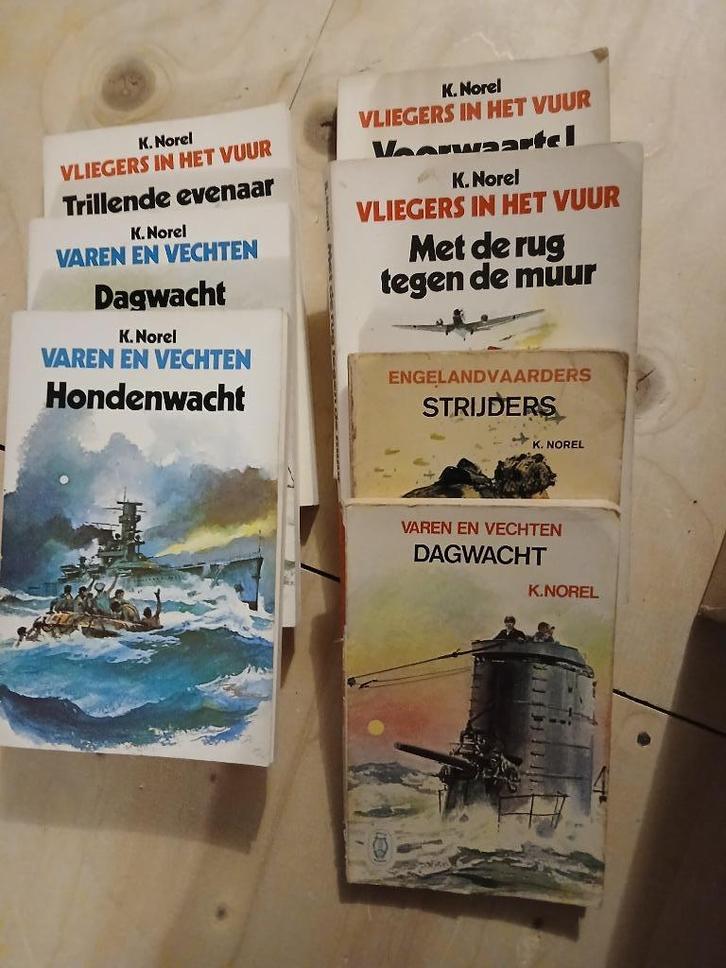 K. Norel
VLIEGERS IN HET VUUR
Trillende evenaar
K. Norel
VAREN EN VECHTEN
Dagwacht
K. Norel
VAREN EN VECHTEN
Hondenwacht
K. Norel
VLIEGERS IN HET VUUR
Voorwaarts!
K. Norel
VLIEGERS IN HET VUUR
Met de rug
tegen de muur
ENGELANDVAARDERS
STRIJDERS
K. NOREL
VAREN EN VECHTEN
DAGWACHT
K. NOREL